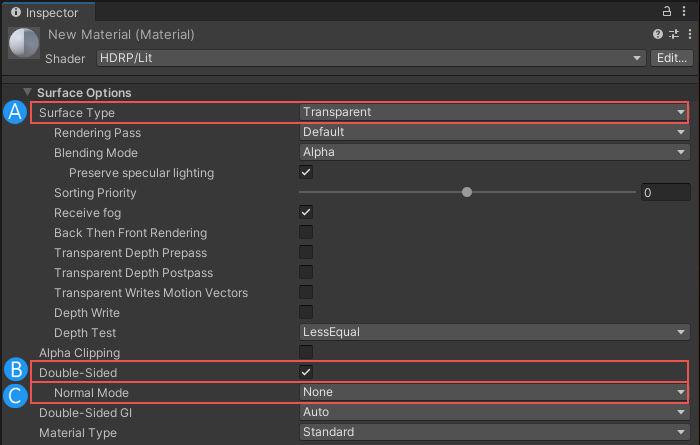 Inspector
New Material (Material)
Shader HDRP/Lit Edit...
Surface Options
A Surface Type Transparent
Rendering Pass Default
Blending Mode Alpha
Preserve specular lighting
Sorting Priority 0
Receive fog
Back Then Front Rendering
Transparent Depth Prepass
Transparent Depth Postpass
Transparent Writes Motion Vectors
Depth Write
Depth Test LessEqual
Alpha Clipping
B Double-Sided
C Normal Mode None
Double-Sided GI Auto
Material Type Standard